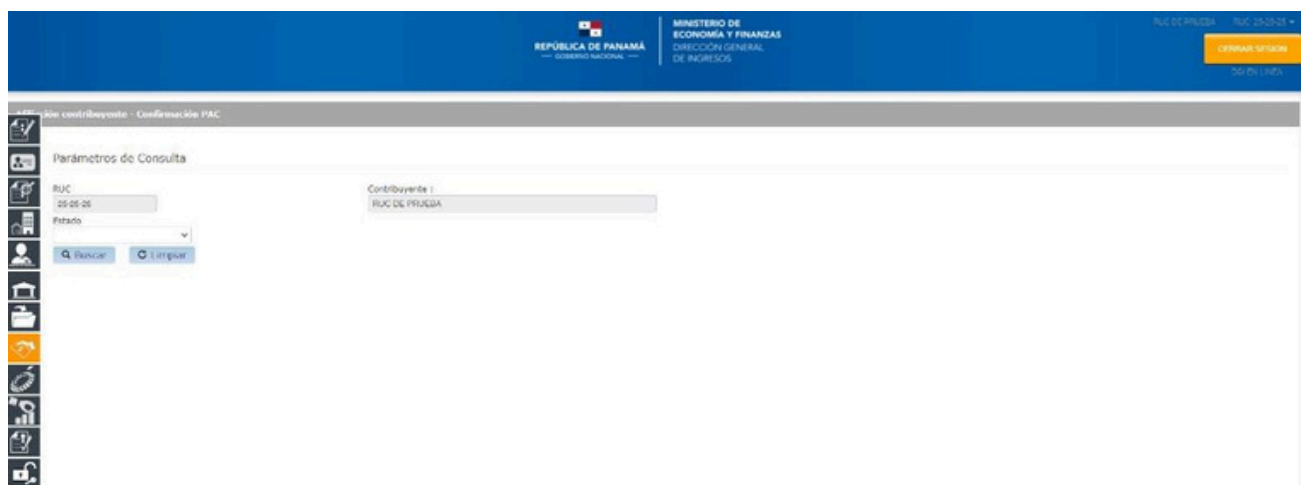 REPÚBLICA DE PANAMÁ
— GOBIERNO NACIONAL —
MINISTERIO DE
ECONOMÍA Y FINANZAS
DIRECCIÓN GENERAL
DE INGRESOS
RUC DE PRUEBA RUC: 25-25-25
CERRAR SESION
DGI EN LINEA
Afiliación contribuyente - Confirmación PAC
Parámetros de Consulta
RUC
25-25-25
Contribuyente :
RUC DE PRUEBA
Estado
Buscar
Limpiar